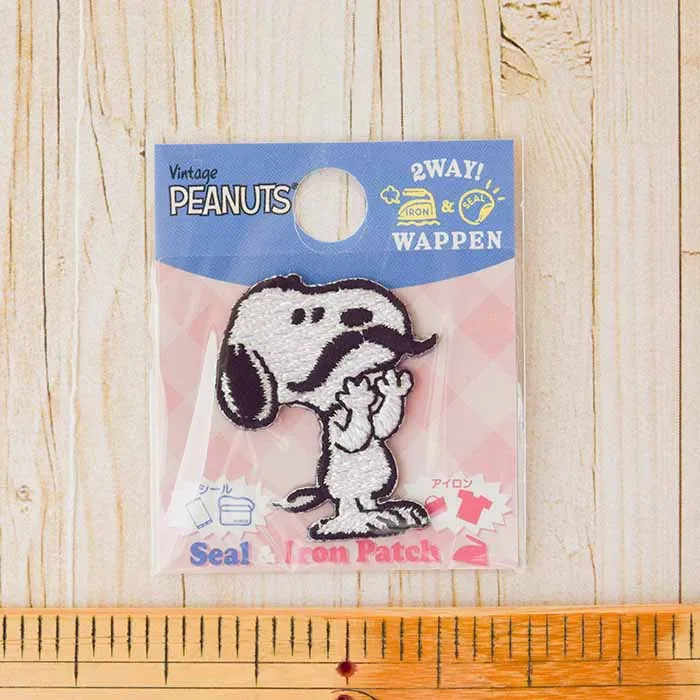 Vintage
PEANUTS
2WAY!
IRON & SEAL
WAPPEN
シール
アイロン
Seal & Iron Patch